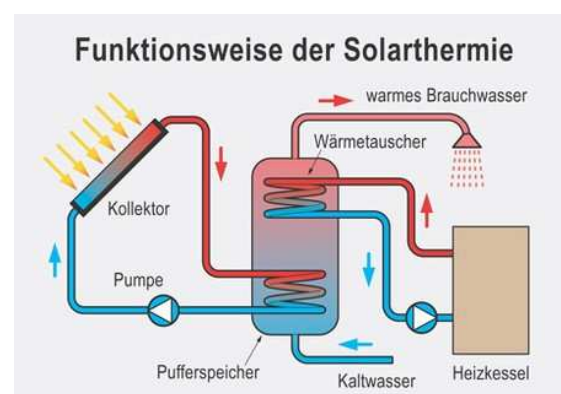 Funktionsweise der Solarthermie
warmes Brauchwasser
Wärmetauscher
Kollektor
Pumpe
Pufferspeicher
Kaltwasser
Heizkessel